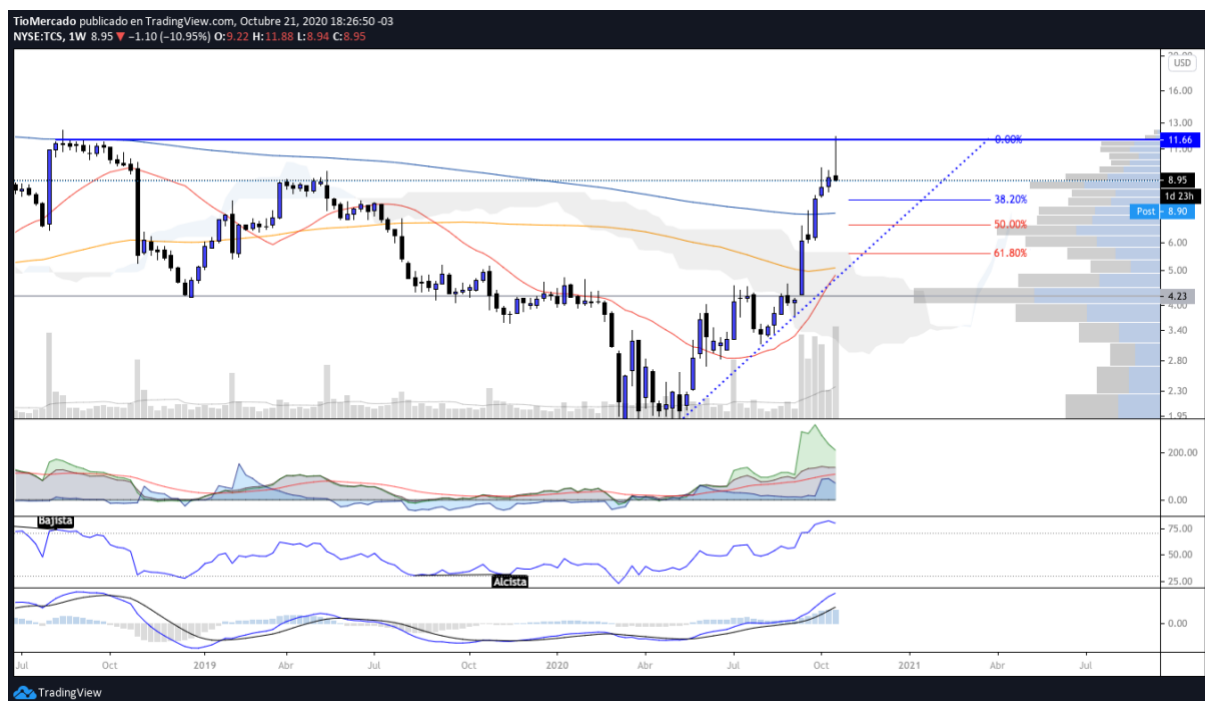 TioMercado publicado en TradingView.com, Octubre 21, 2020 18:26:50 -03
NYSE:TCS, 1W 8.95 ▼ −1.10 (−10.95%) O:9.22 H:11.88 L:8.94 C:8.95
USD
16.00
13.00
0.00%
11.66
8.95
1d 23h
38.20%
Post 8.90
50.00%
6.00
61.80%
5.00
4.23
3.40
2.80
2.30
1.95
200.00
0.00
Bajista
75.00
50.00
Alcista
25.00
0.00
Jul Oct 2019 Abr Jul Oct 2020 Abr Jul Oct 2021 Abr Jul
TradingView